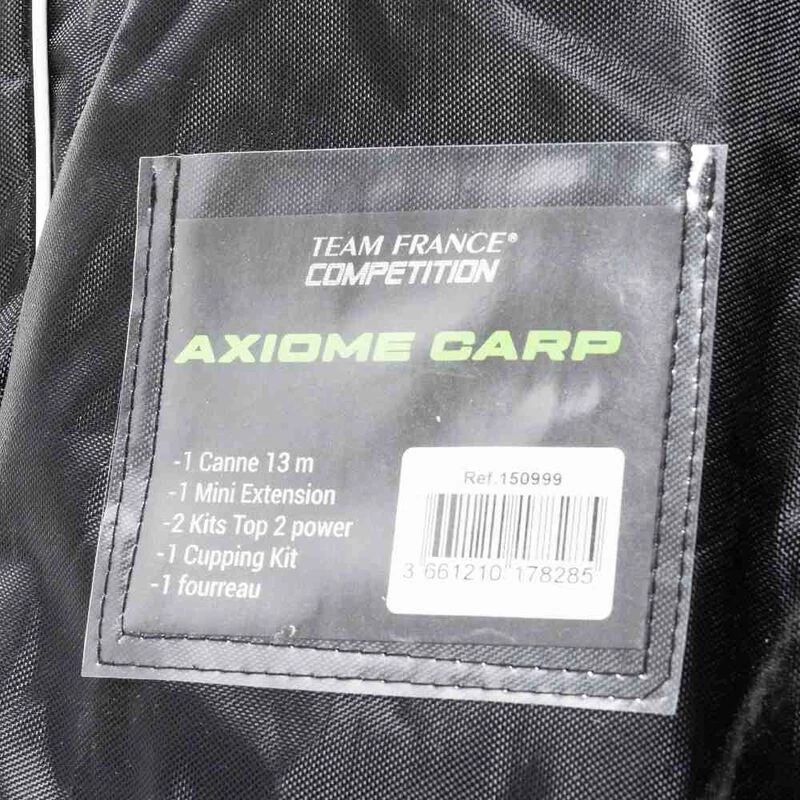 TEAM FRANCE®
COMPETITION
AXIOME CARP
-1 Canne 13 m
-1 Mini Extension
-2 Kits Top 2 power
-1 Cupping Kit
-1 fourreau
Ref.150999
3 661210 178285